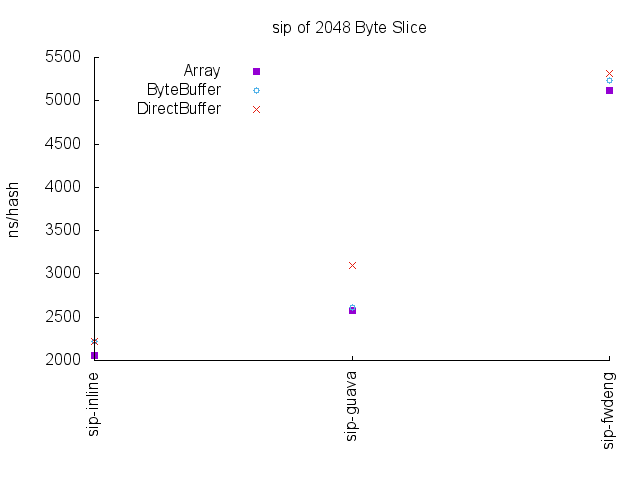 sip of 2048 Byte Slice
5500
5000
4500
4000
3500
3000
2500
2000
ns/hash
Array
ByteBuffer
DirectBuffer
sip-inline
sip-guava
sip-fwdeng